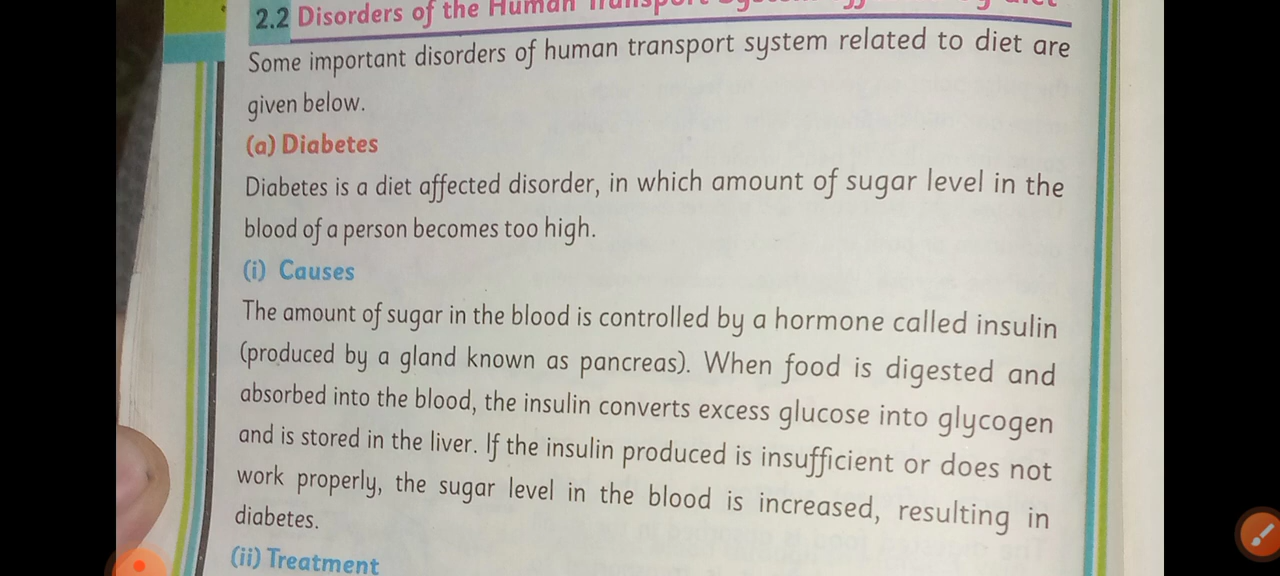 2.2 Disorders of the Human Transport System
Some important disorders of human transport system related to diet are
given below.
(a) Diabetes
Diabetes is a diet affected disorder, in which amount of sugar level in the
blood of a person becomes too high.
(i) Causes
The amount of sugar in the blood is controlled by a hormone called insulin
(produced by a gland known as pancreas). When food is digested and
absorbed into the blood, the insulin converts excess glucose into glycogen
and is stored in the liver. If the insulin produced is insufficient or does not
work properly, the sugar level in the blood is increased, resulting in
diabetes.
(ii) Treatment